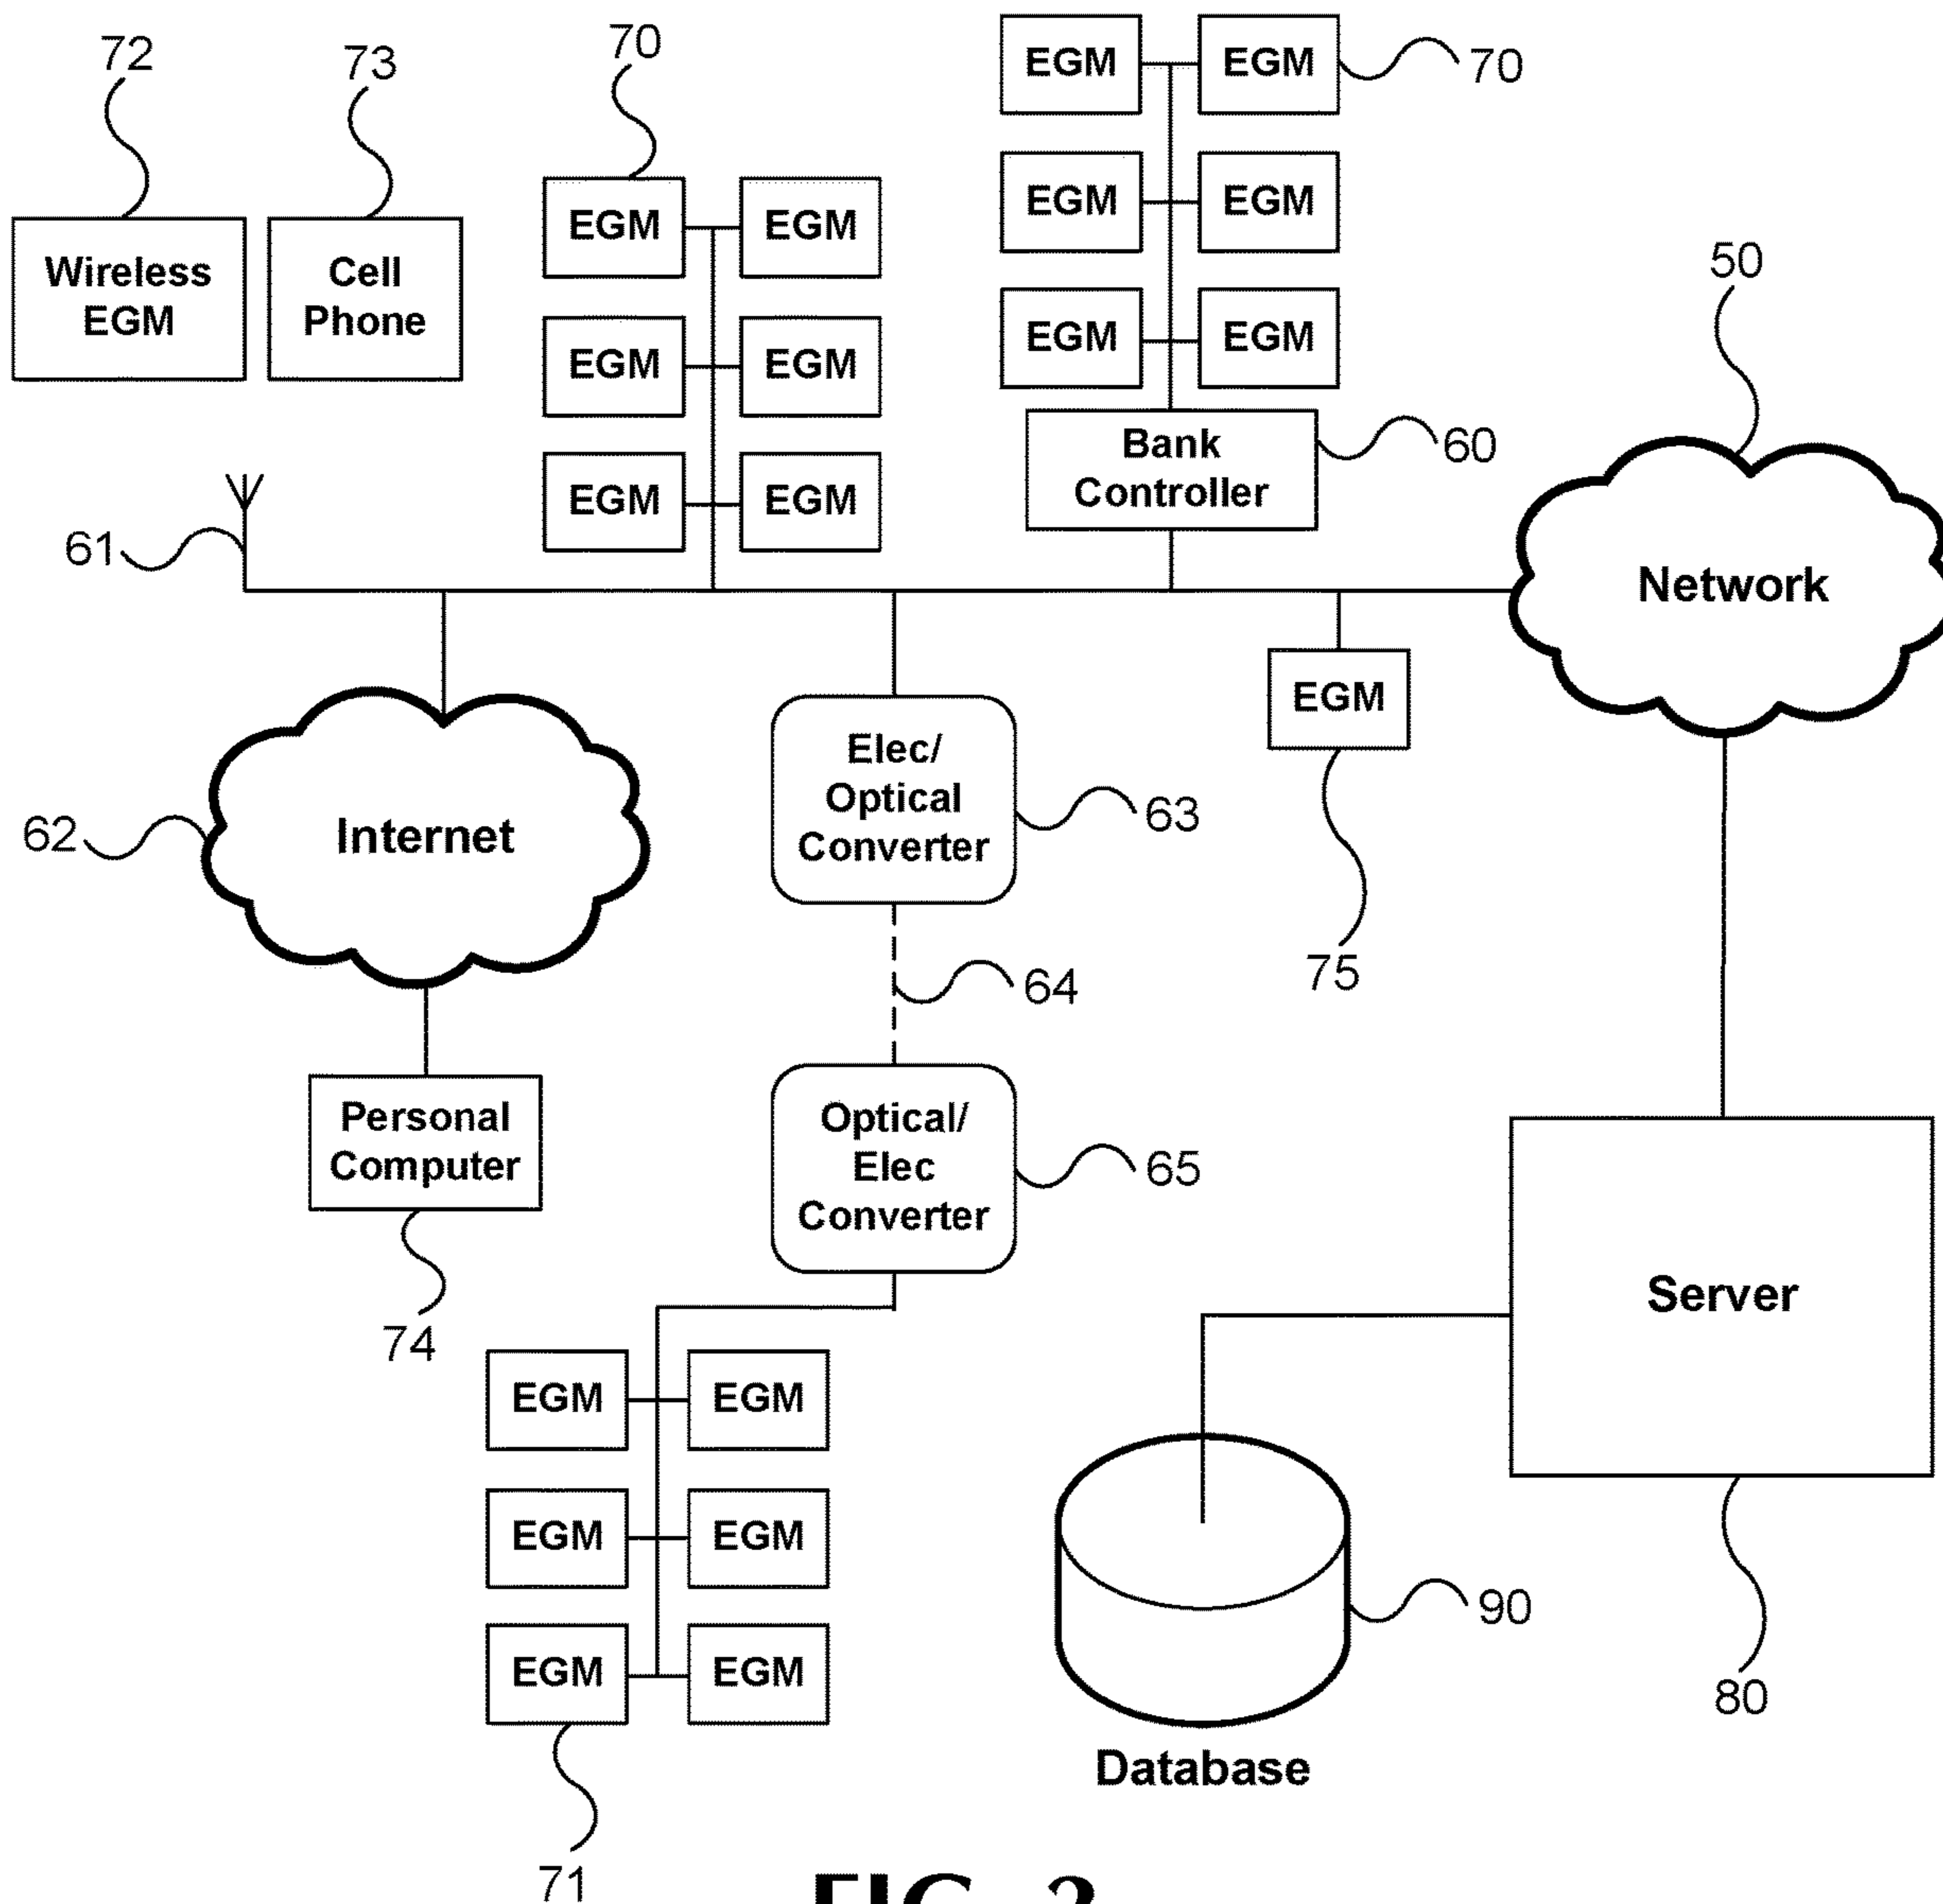 72
73
70
EGM EGM
70
Wireless
EGM
Cell
Phone
EGM EGM
EGM EGM
EGM EGM
EGM EGM
EGM EGM
50
Bank
Controller
60
61
Network
Internet
62
Elec/
Optical
Converter
63
EGM
75
64
Personal
Computer
74
Optical/
Elec
Converter
65
Server
80
EGM EGM
EGM EGM
EGM EGM
71
90
Database
FIG. 2